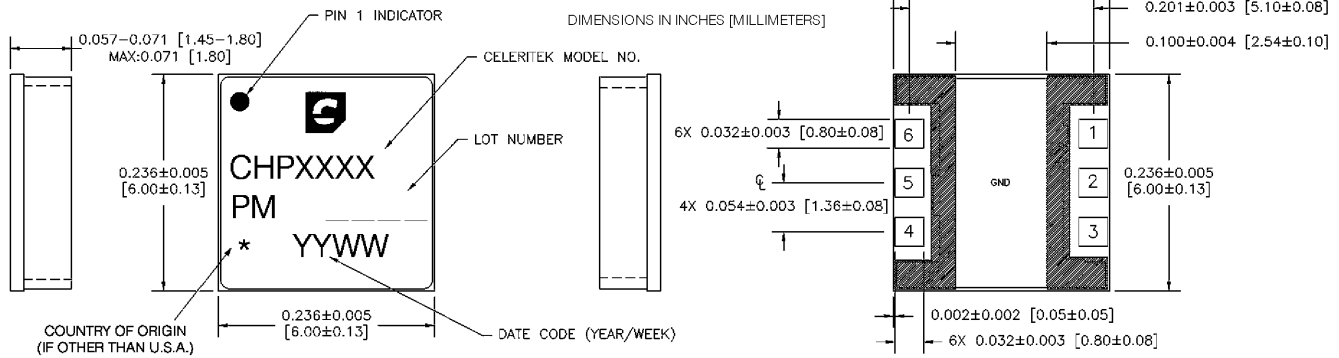 PIN 1 INDICATOR
DIMENSIONS IN INCHES [MILLIMETERS]
0.201±0.003 [5.10±0.08]
0.057-0.071 [1.45-1.80]
MAX:0.071 [1.80]
0.100±0.004 [2.54±0.10]
CELERITEK MODEL NO.
LOT NUMBER
CHPXXXX
PM
* YYWW
0.236±0.005
[6.00±0.13]
0.236±0.005
[6.00±0.13]
COUNTRY OF ORIGIN
(IF OTHER THAN U.S.A.)
DATE CODE (YEAR/WEEK)
6X 0.032±0.003 [0.80±0.08]
4X 0.054±0.003 [1.36±0.08]
6
1
5
GND
2
4
3
0.236±0.005
[6.00±0.13]
0.002±0.002 [0.05±0.05]
6X 0.032±0.003 [0.80±0.08]